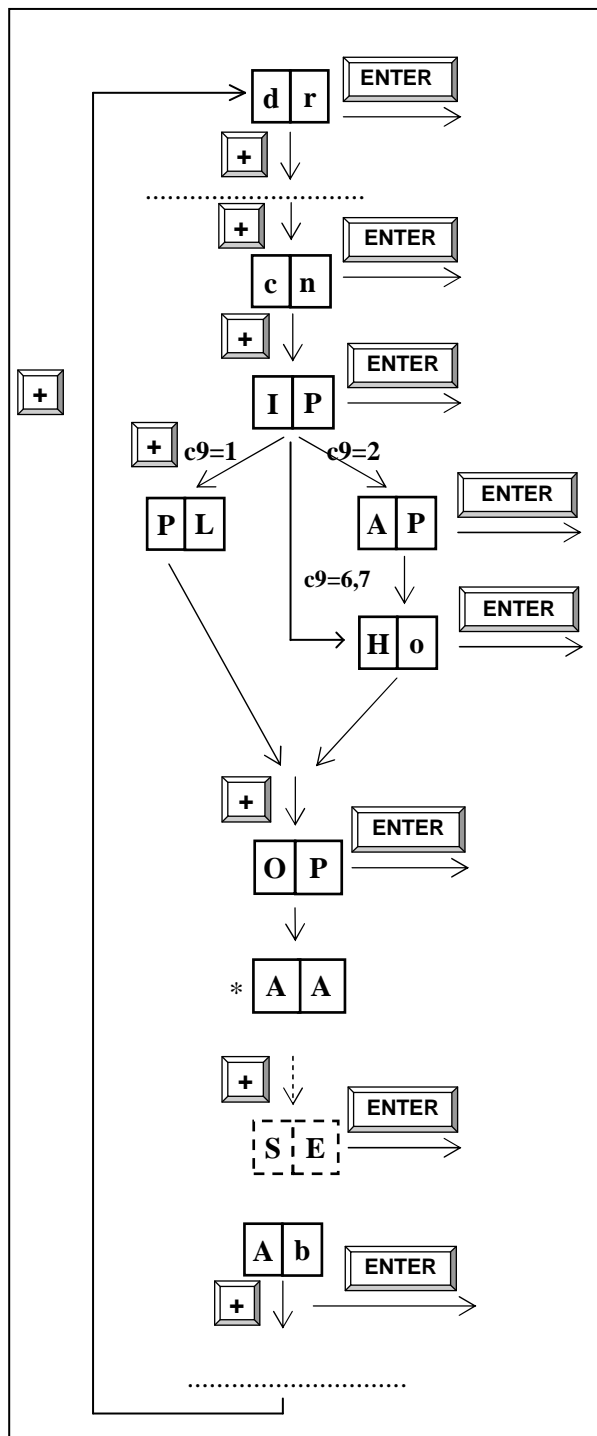 d r ENTER
+
........................
+ ENTER
c n
+
ENTER
+
I P
+ c9=1 c9=2
ENTER
P L A P
c9=6,7
ENTER
H o
+
ENTER
O P
* A A
+
ENTER
S E
A b
ENTER
+
........................